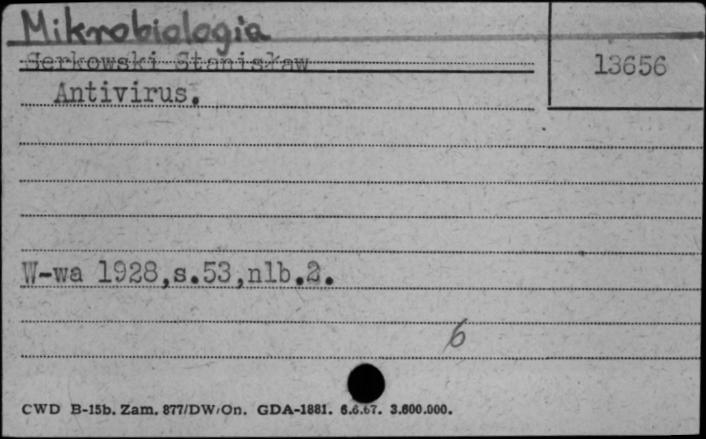 Mikrobiologia
Serkowski Stanisław
13656
Antivirus.
W-wa 1928,s.53,nlb.2.
6
CWD B-15b. Zam. 877/DW/On. GDA-1881. 6.6.67. 3.600.000.